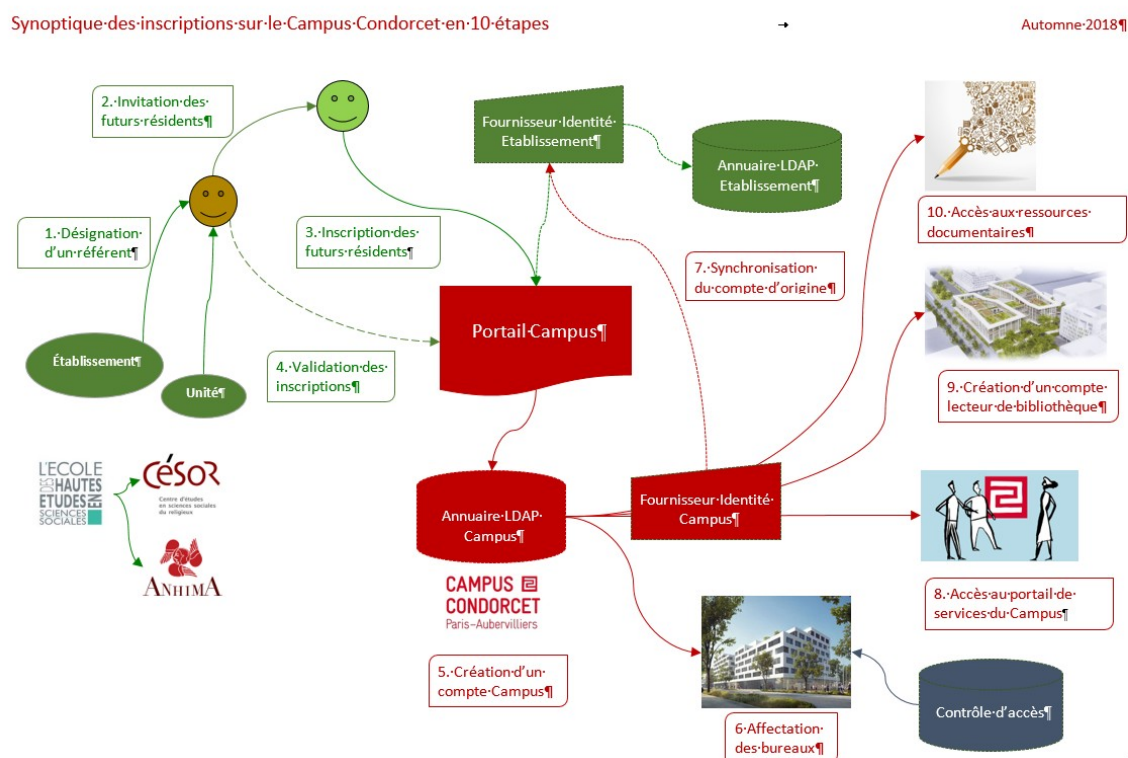 Synoptique des inscriptions sur le Campus Condorcet en 10 étapes → Automne 2018¶
2. Invitation des
futurs résidents¶
Fournisseur Identité
Etablissement¶
Annuaire LDAP
Etablissement¶
10. Accès aux ressources
documentaires¶
1. Désignation
d'un référent¶
3. Inscription des
futurs résidents¶
7. Synchronisation
du compte d'origine¶
Portail Campus¶
Établissement¶
Unité¶
4. Validation des
inscriptions¶
9. Création d'un compte
lecteur de bibliothèque¶
L'ECOLE
DES HAUTES
ETUDES EN
SCIENCES
SOCIALES
CéSoR
Centre d'études
en sciences sociales
du religieux
ANHIMA
Annuaire LDAP
Campus¶
Fournisseur Identité
Campus¶
CAMPUS
CONDORCET
Paris–Aubervilliers
8. Accès au portail de
services du Campus¶
5. Création d'un
compte Campus¶
6 Affectation
des bureaux¶
Contrôle d'accès¶